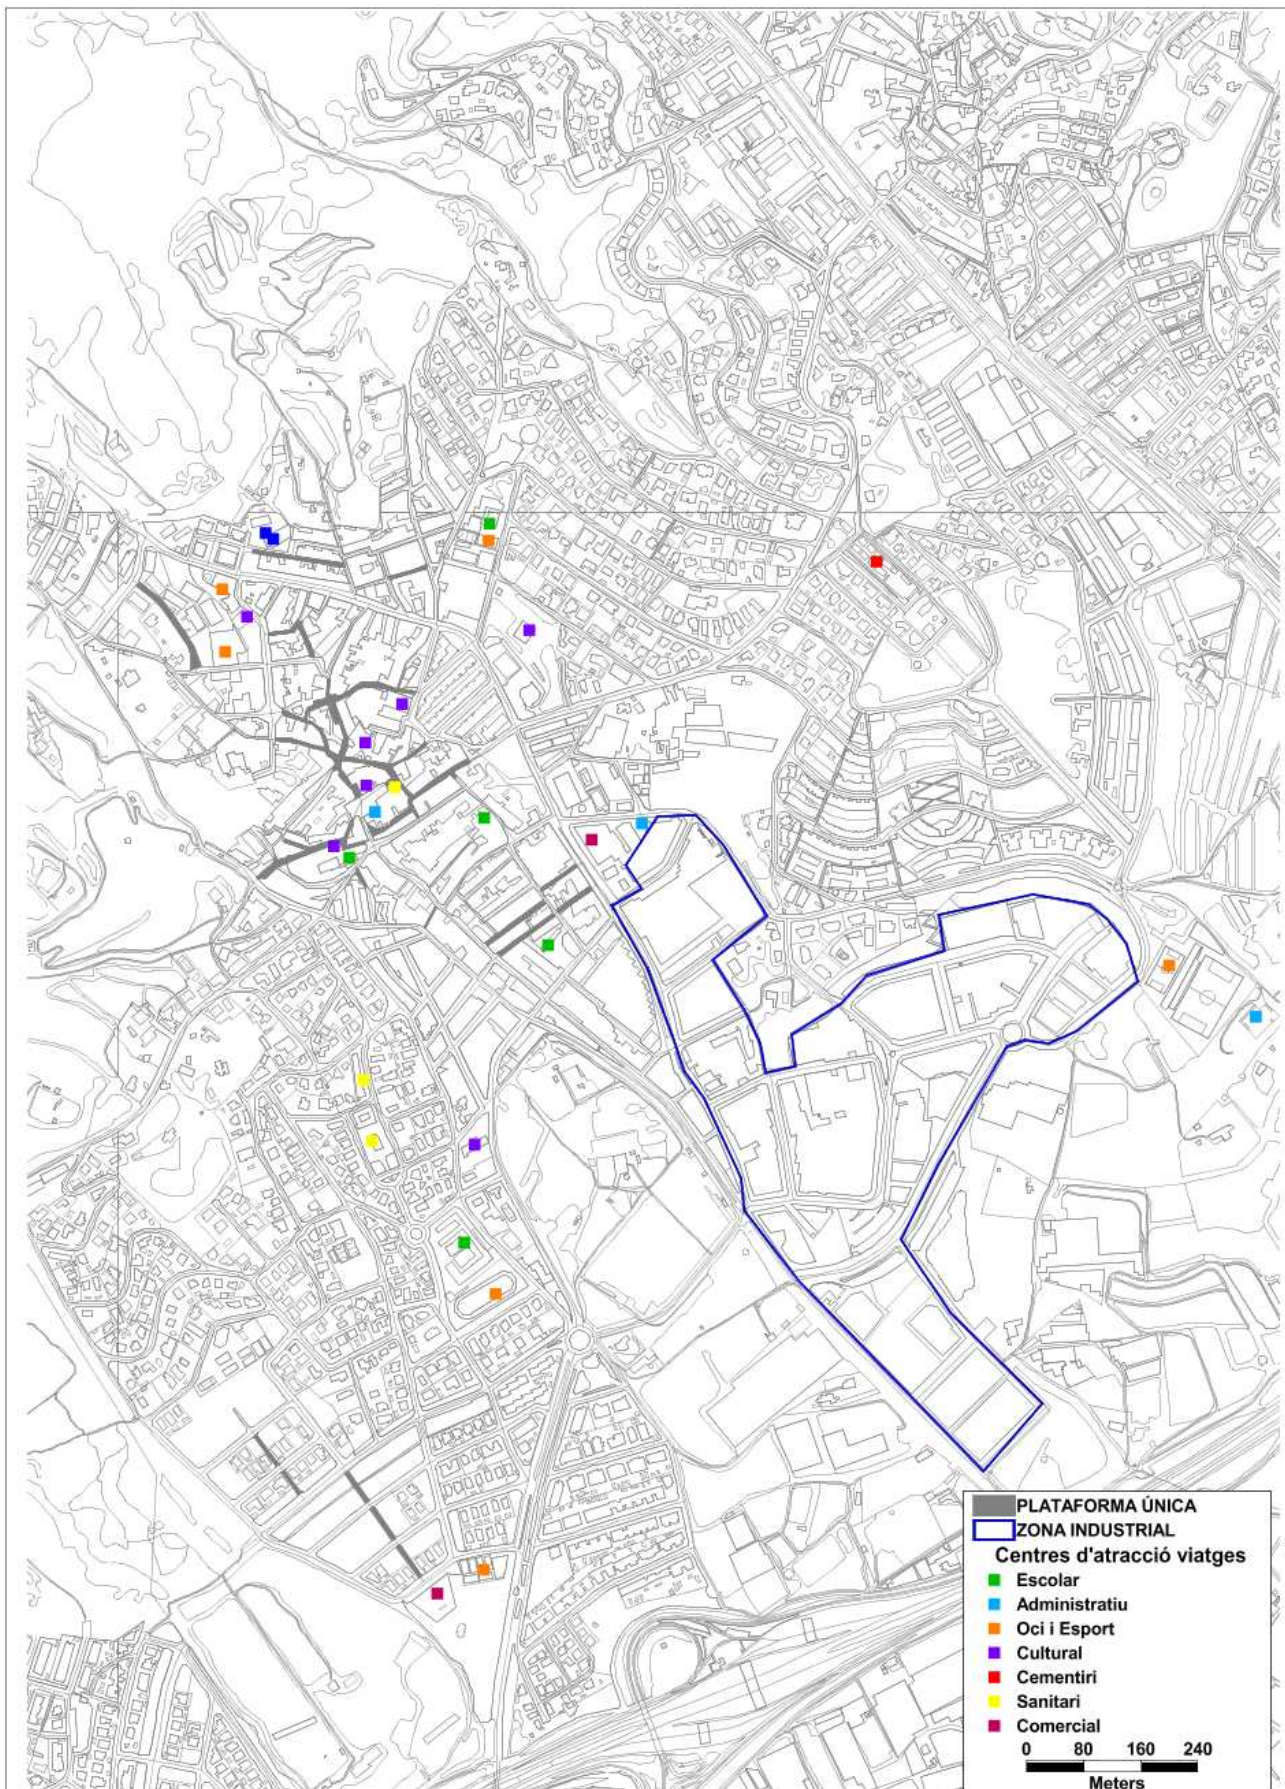 PLATAFORMA ÚNICA
ZONA INDUSTRIAL
Centres d'atracció viatges
Escolar
Administratiu
Oci i Esport
Cultural
Cementiri
Sanitari
Comercial
0 80 160 240
Meters